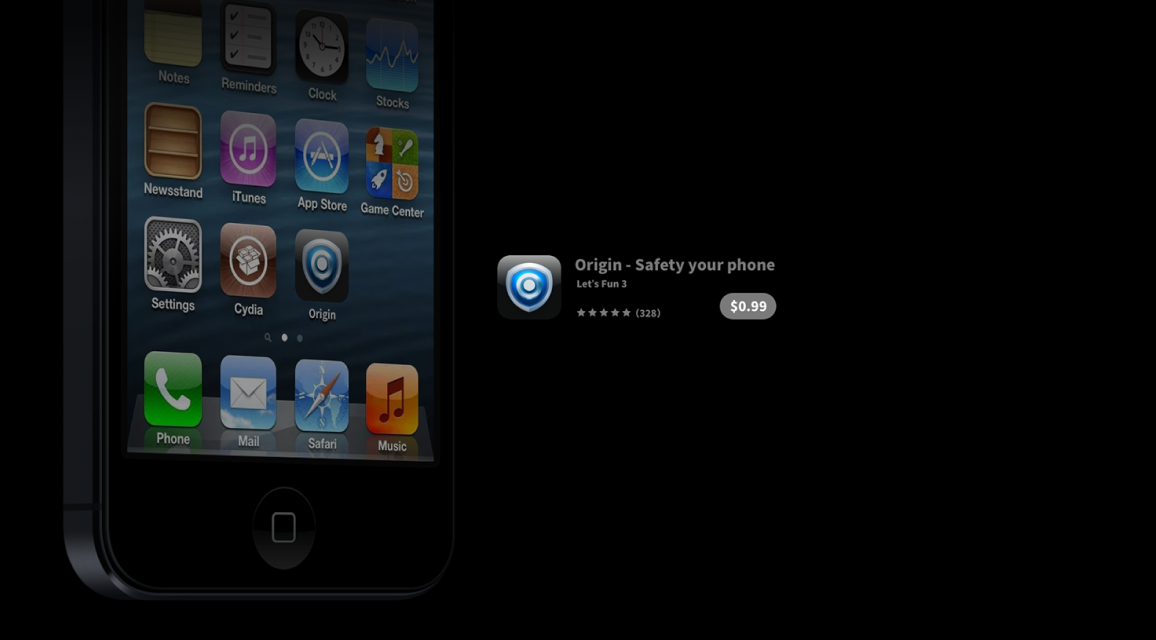 Notes
Reminders
Clock
Stocks
Newsstand
iTunes
App Store
Game Center
Settings
Cydia
Origin
Phone
Mail
Safari
Music
Origin - Safety your phone
Let's Fun 3
(328)
$0.99